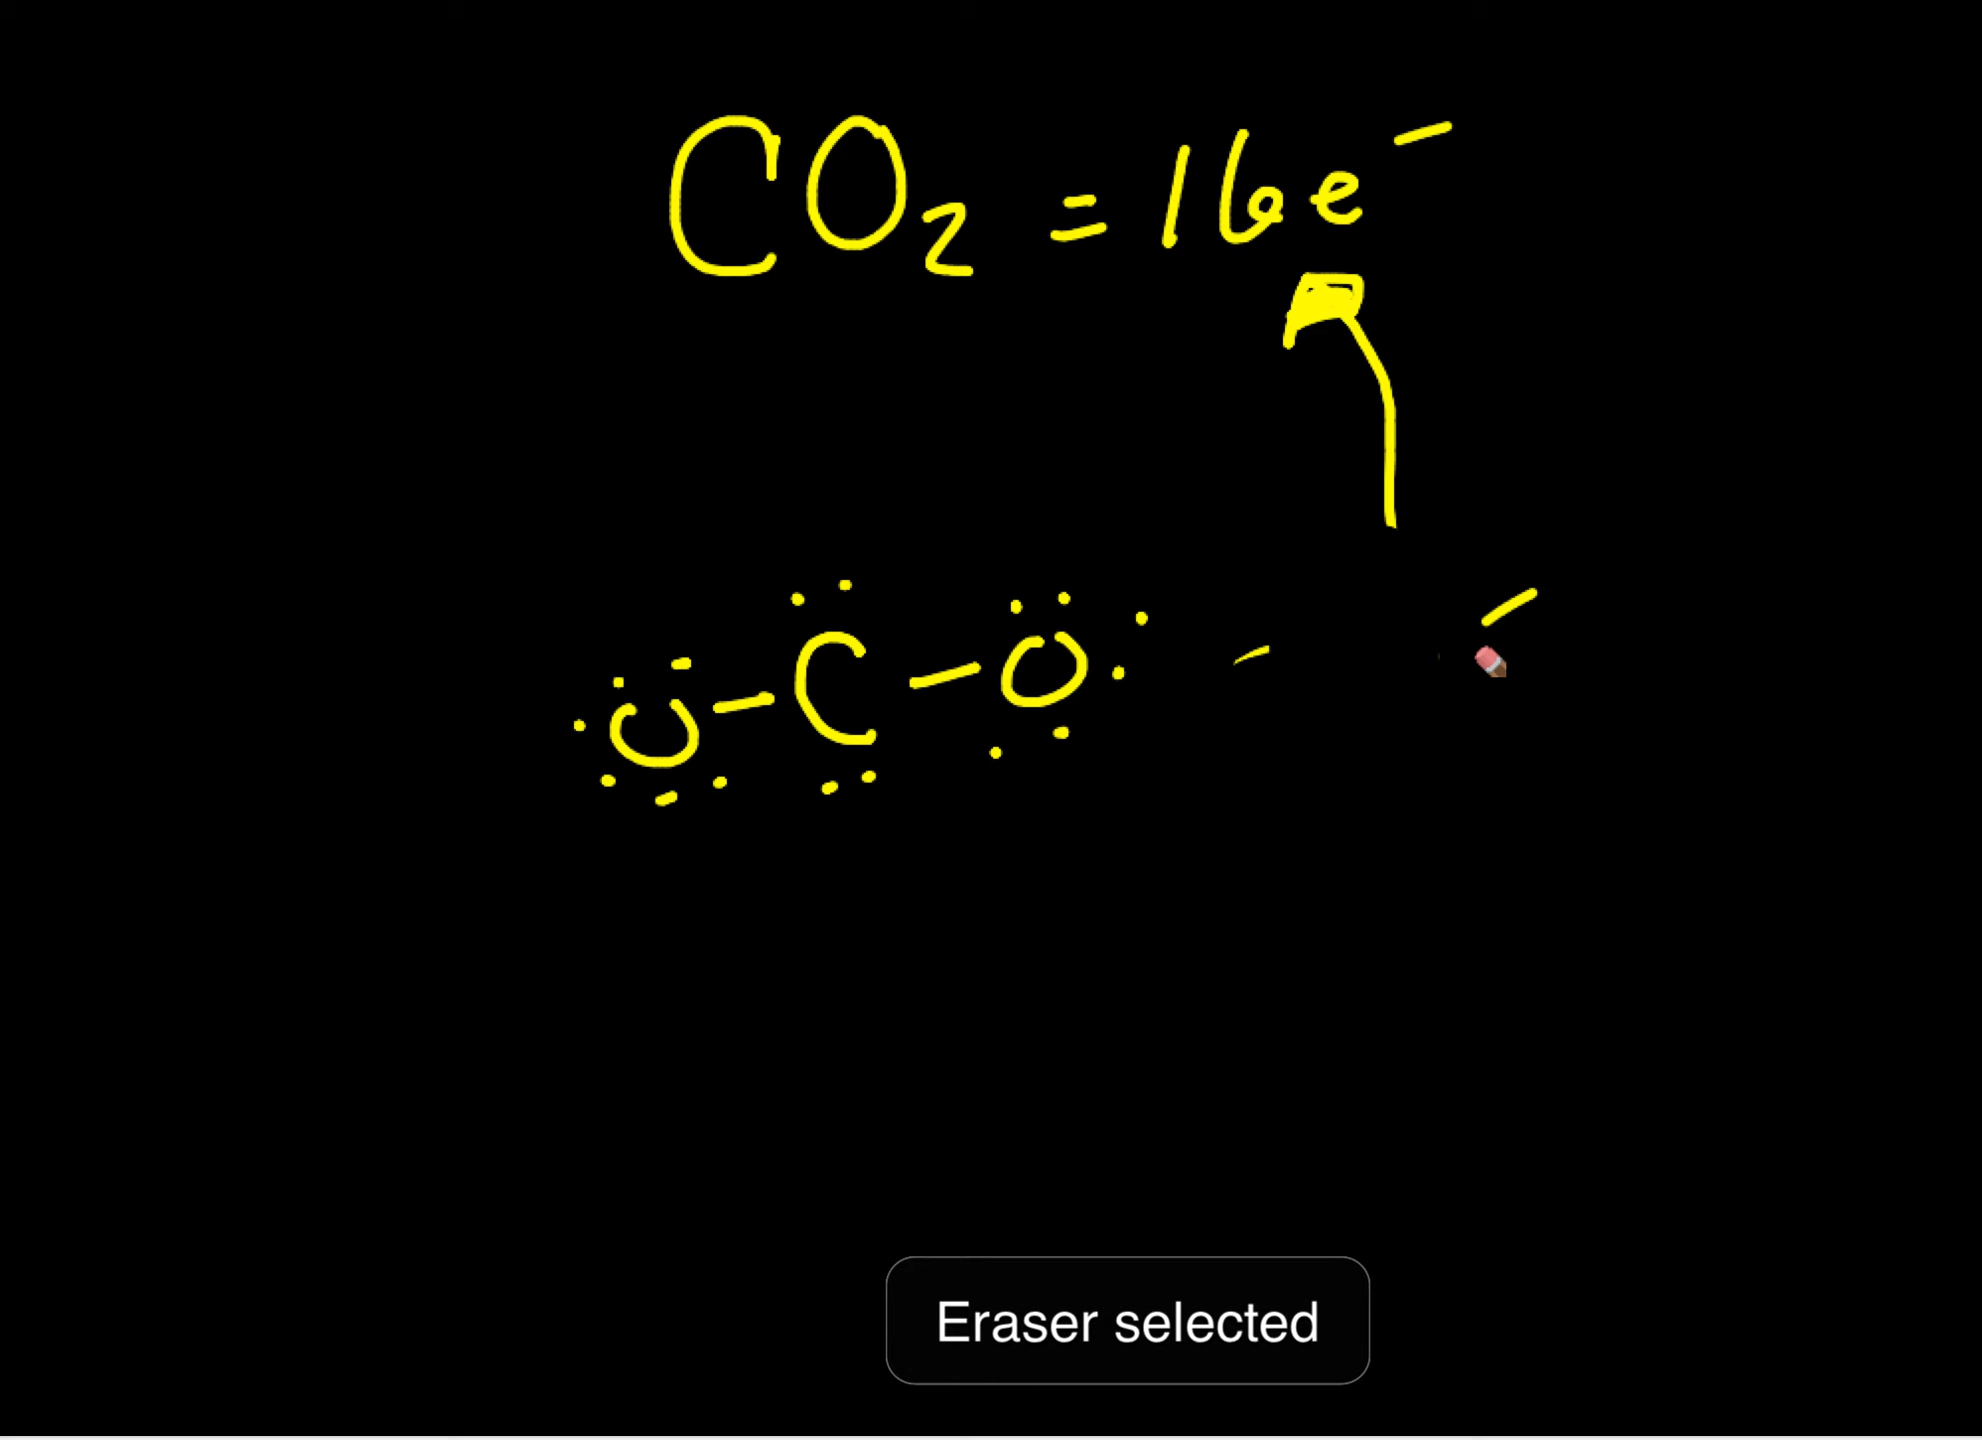 CO₂ = 16e⁻
O - C - O
Eraser selected